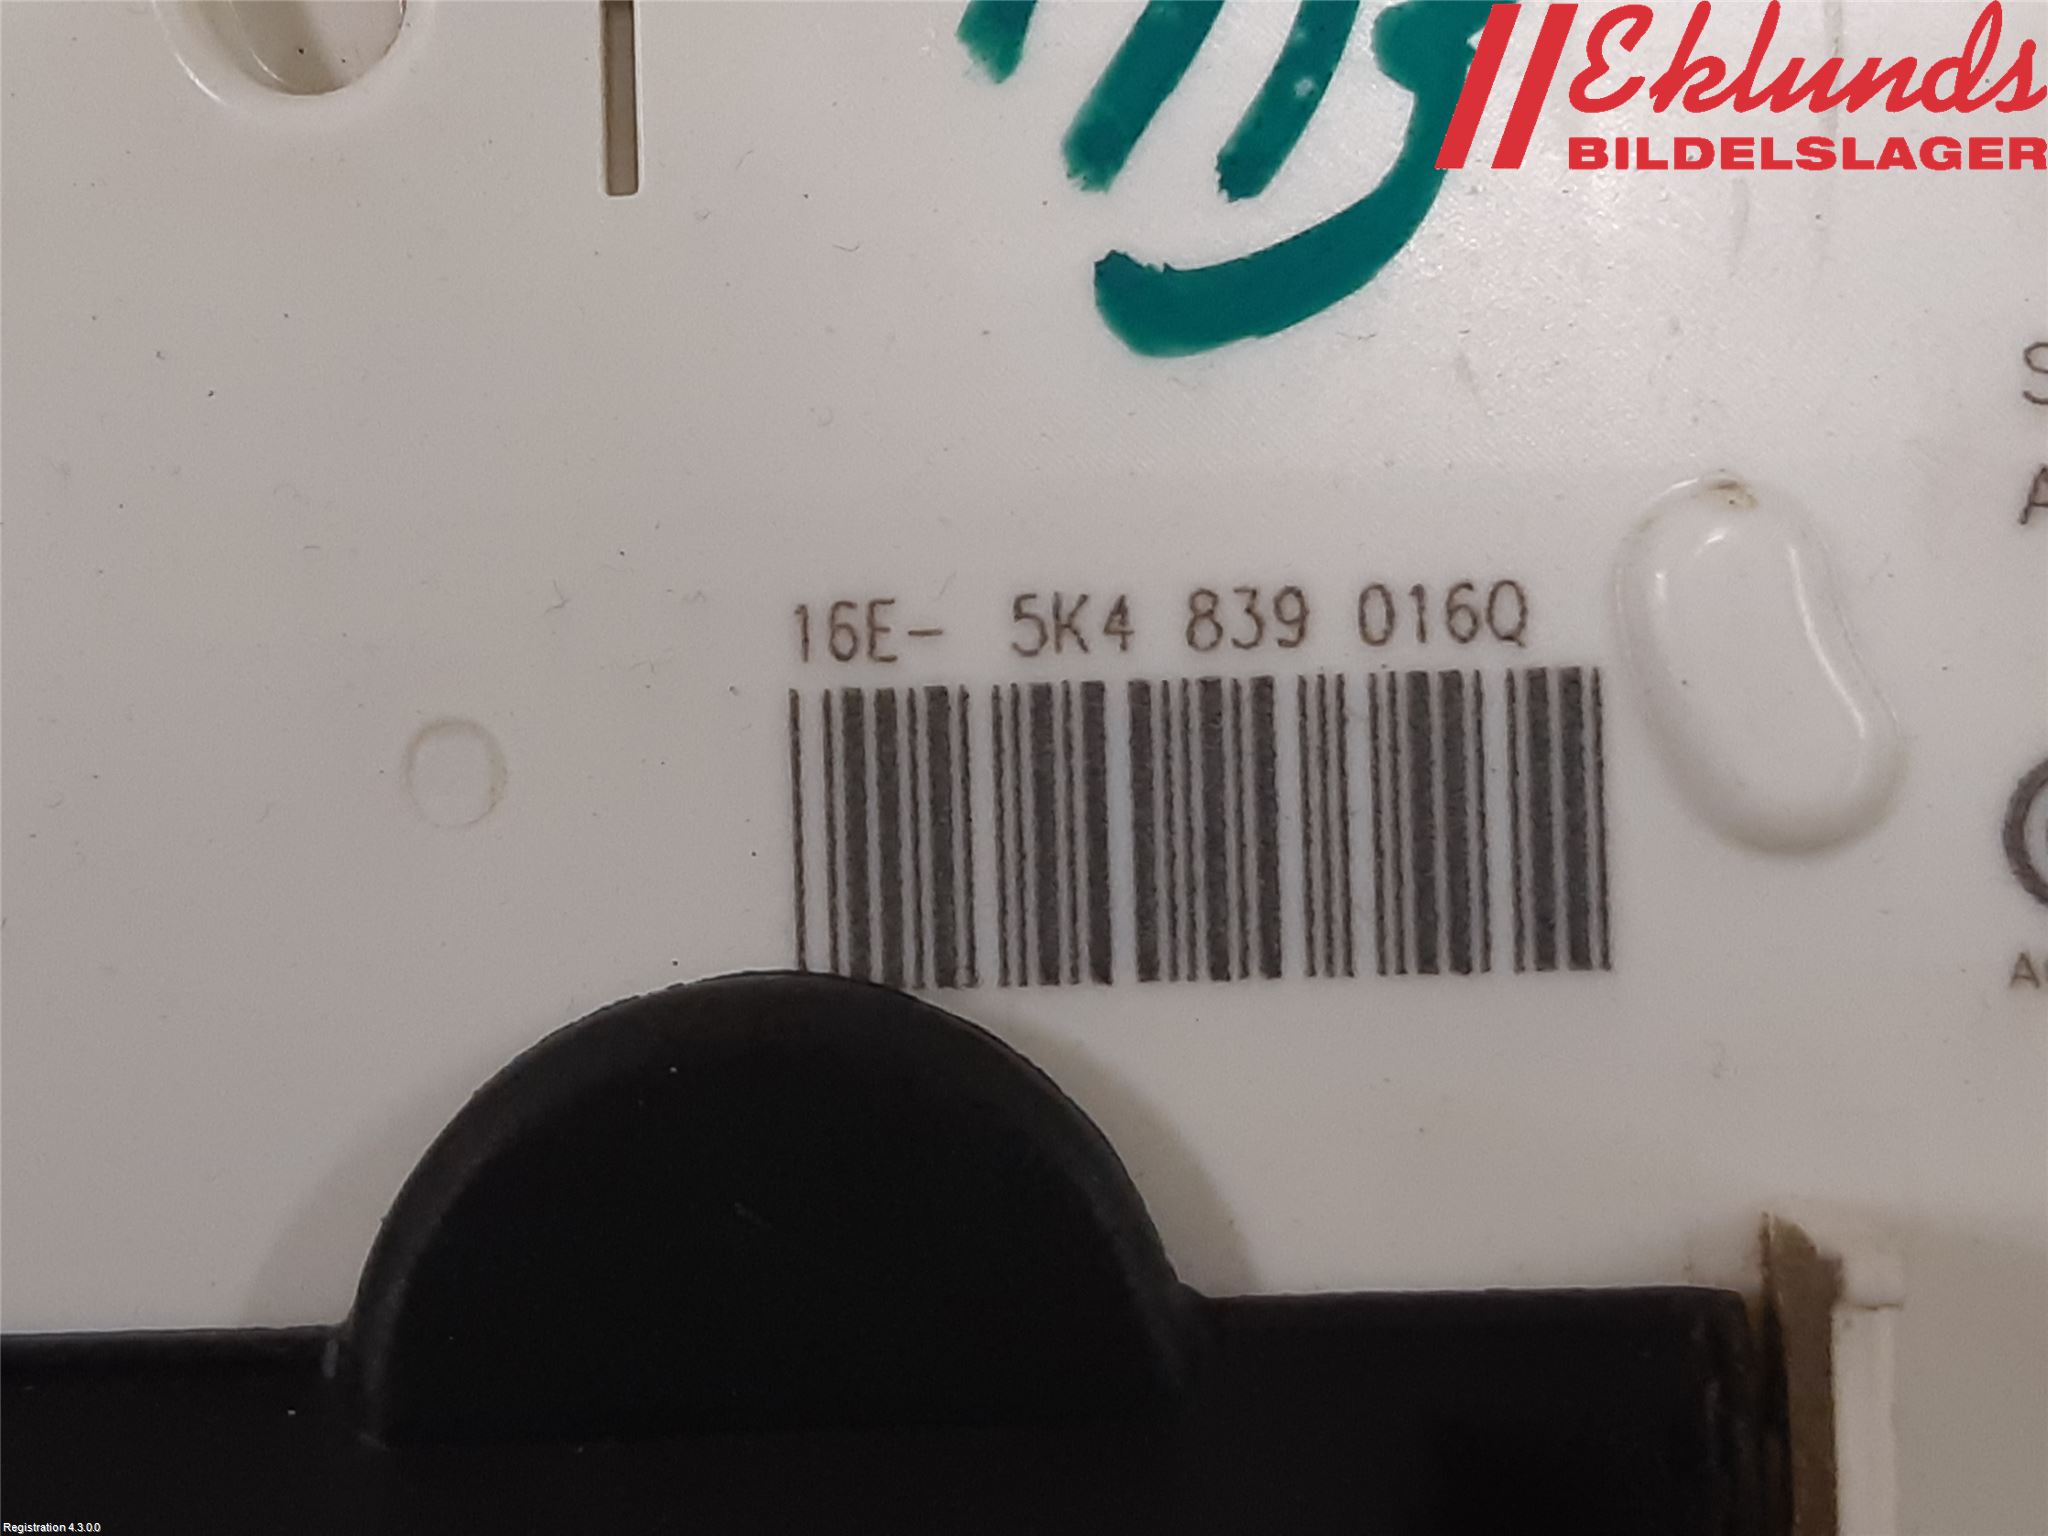 Eklunds
BILDELSLAGER
16E- 5K4 839 016Q
Registration 4.3.0.0